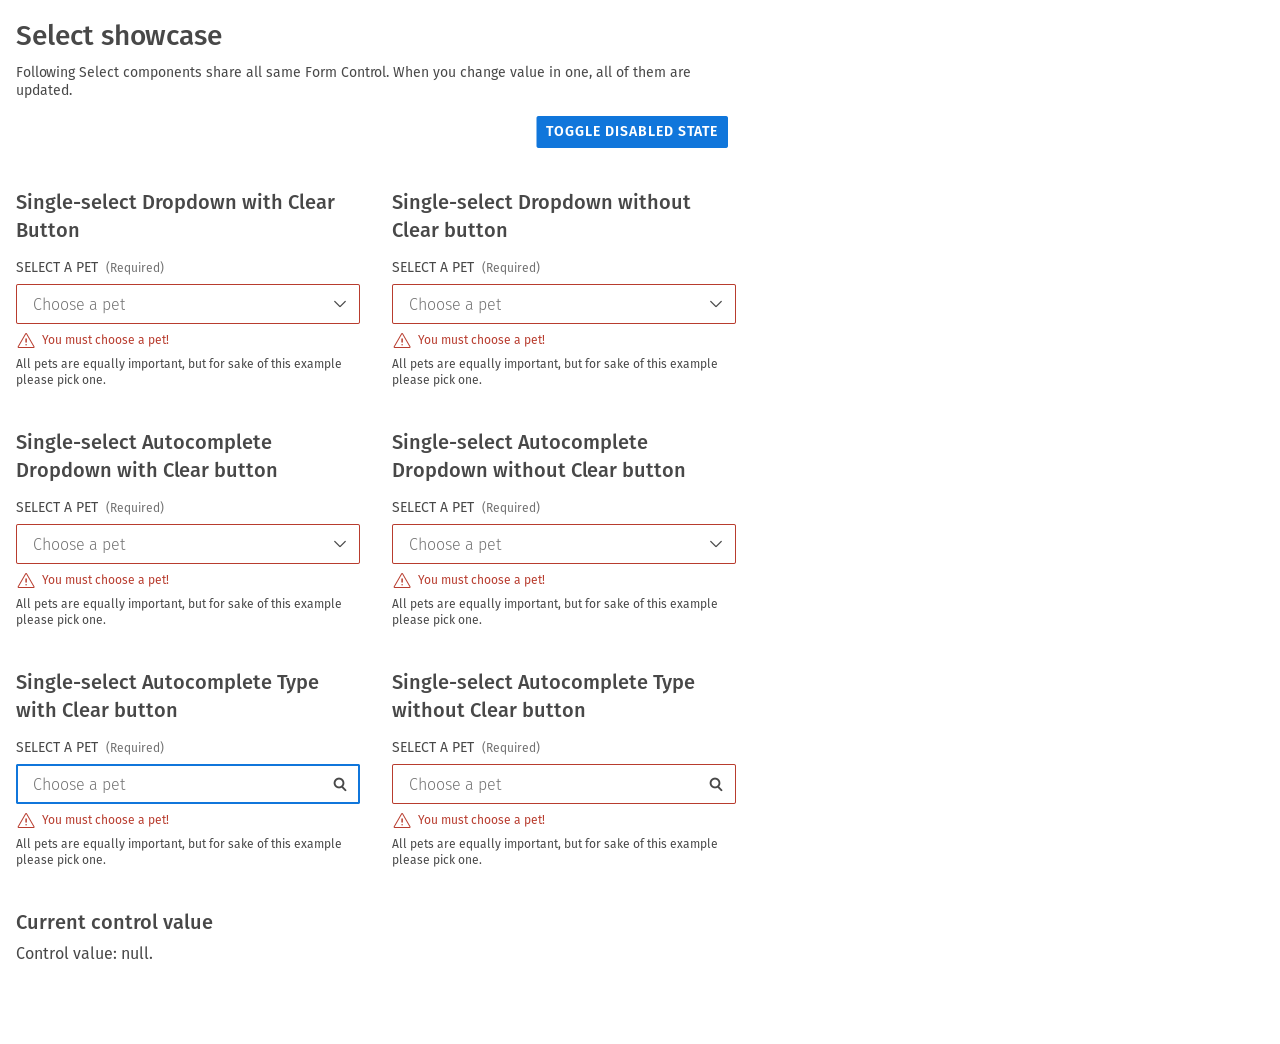 Select showcase
Following Select components share all same Form Control. When you change value in one, all of them are
updated.
TOGGLE DISABLED STATE
Single-select Dropdown with Clear
Button
SELECT A PET (Required)
Choose a pet
You must choose a pet!
All pets are equally important, but for sake of this example
please pick one.
Single-select Dropdown without
Clear button
SELECT A PET (Required)
Choose a pet
You must choose a pet!
All pets are equally important, but for sake of this example
please pick one.
Single-select Autocomplete
Dropdown with Clear button
SELECT A PET (Required)
Choose a pet
You must choose a pet!
All pets are equally important, but for sake of this example
please pick one.
Single-select Autocomplete
Dropdown without Clear button
SELECT A PET (Required)
Choose a pet
You must choose a pet!
All pets are equally important, but for sake of this example
please pick one.
Single-select Autocomplete Type
with Clear button
SELECT A PET (Required)
Choose a pet
You must choose a pet!
All pets are equally important, but for sake of this example
please pick one.
Single-select Autocomplete Type
without Clear button
SELECT A PET (Required)
Choose a pet
You must choose a pet!
All pets are equally important, but for sake of this example
please pick one.
Current control value
Control value: null.